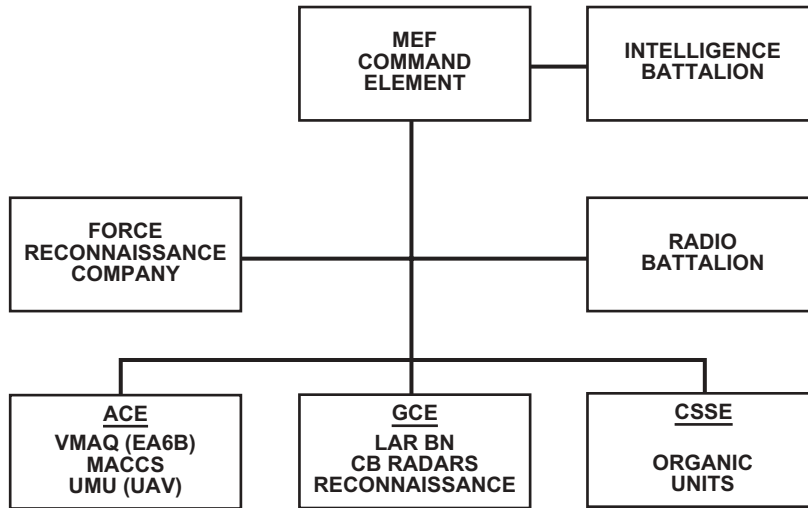 MEF
COMMAND
ELEMENT
INTELLIGENCE
BATTALION
FORCE
RECONNAISSANCE
COMPANY
RADIO
BATTALION
ACE
VMAQ (EA6B)
MACCS
UMU (UAV)
GCE
LAR BN
CB RADARS
RECONNAISSANCE
CSSE
ORGANIC
UNITS